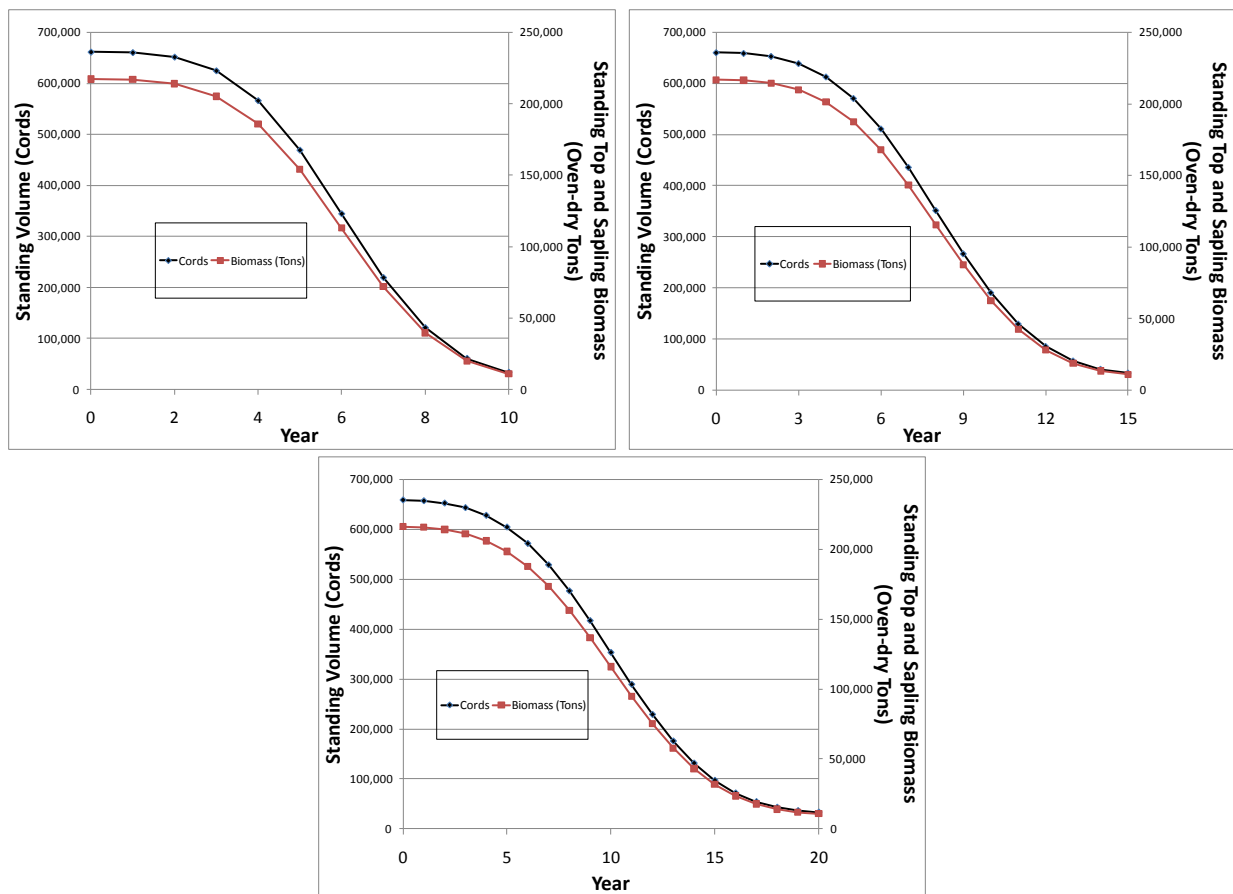 700,000
600,000
500,000
400,000
300,000
200,000
100,000
0
250,000
200,000
150,000
100,000
50,000
0
0 2 4 6 8 10
Year
Standing Volume (Cords)
Standing Top and Sapling Biomass
(Oven-dry Tons)
Cords Biomass (Tons)
700,000
600,000
500,000
400,000
300,000
200,000
100,000
0
250,000
200,000
150,000
100,000
50,000
0
0 3 6 9 12 15
Year
Standing Volume (Cords)
Standing Top and Sapling Biomass
(Oven-dry Tons)
Cords Biomass (Tons)
700,000
600,000
500,000
400,000
300,000
200,000
100,000
0
250,000
200,000
150,000
100,000
50,000
0
0 5 10 15 20
Year
Standing Volume (Cords)
Standing Top and Sapling Biomass
(Oven-dry Tons)
Cords Biomass (Tons)